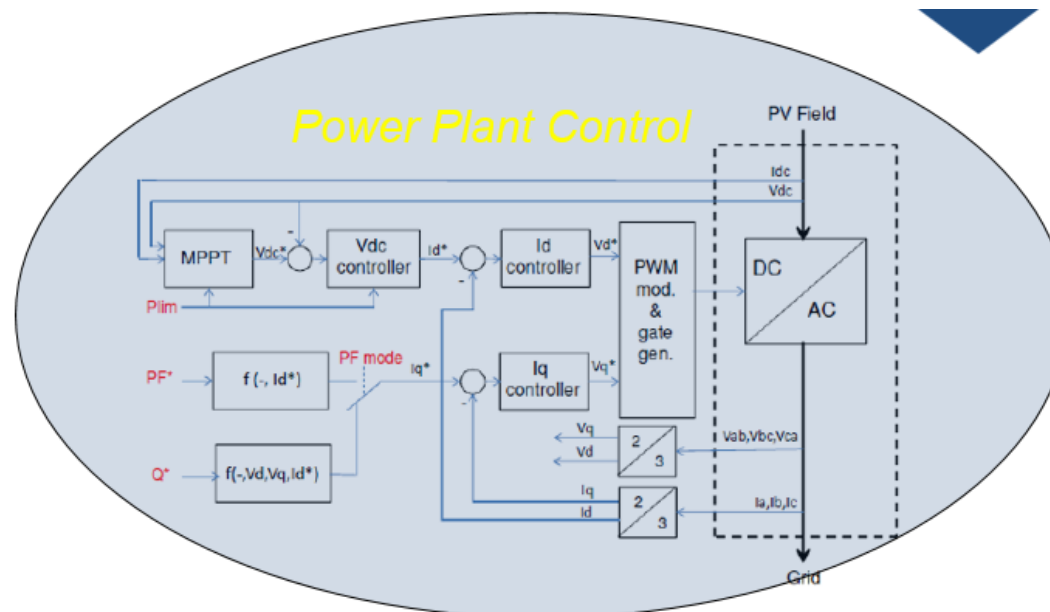 Power Plant Control
PV Field
Idc
Vdc
-
MPPT
Vdc*
Vdc
controller
Id*
-
Id
controller
Vd*
PWM
mod.
&
gate
gen.
DC
AC
Plim
PF mode
PF*
f (-, Id*)
Iq*
-
Iq
controller
Vq*
Q*
f(-,Vd,Vq,Id*)
Vq
Vd
2
3
Vab,Vbc,Vca
Iq
Id
2
3
Ia,Ib,Ic
Grid